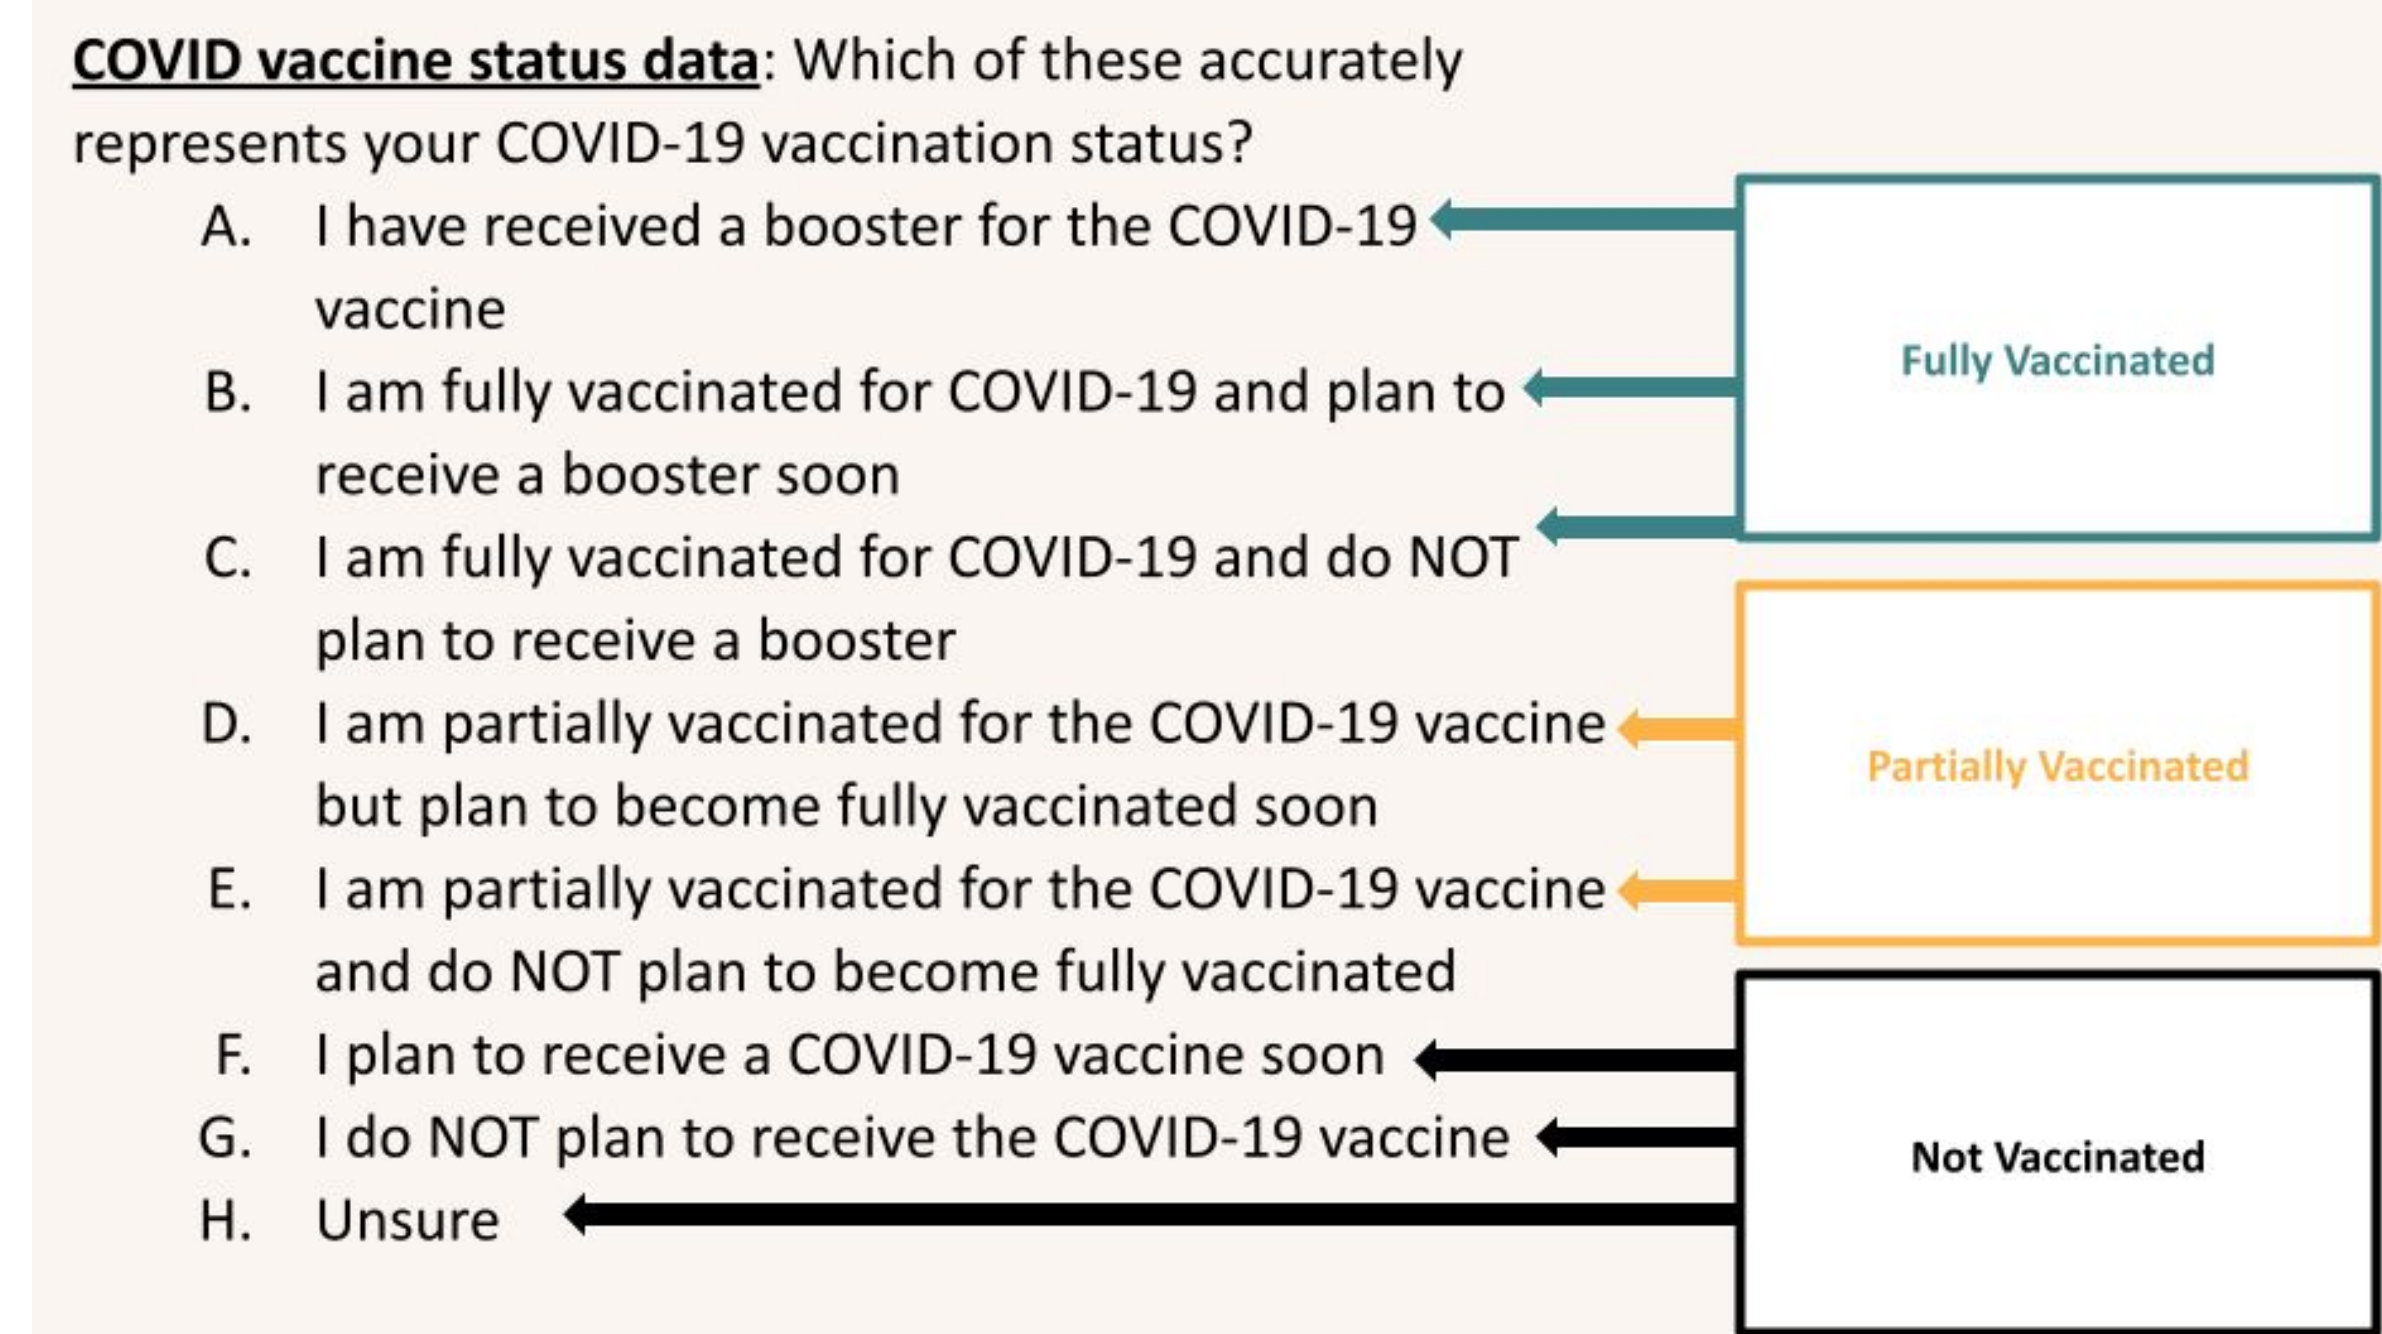 COVID vaccine status data: Which of these accurately
represents your COVID-19 vaccination status?
A. I have received a booster for the COVID-19
vaccine
B. I am fully vaccinated for COVID-19 and plan to
receive a booster soon
C. I am fully vaccinated for COVID-19 and do NOT
plan to receive a booster
D. I am partially vaccinated for the COVID-19 vaccine
but plan to become fully vaccinated soon
E. I am partially vaccinated for the COVID-19 vaccine
and do NOT plan to become fully vaccinated
F. I plan to receive a COVID-19 vaccine soon
G. I do NOT plan to receive the COVID-19 vaccine
H. Unsure
Fully Vaccinated
Partially Vaccinated
Not Vaccinated